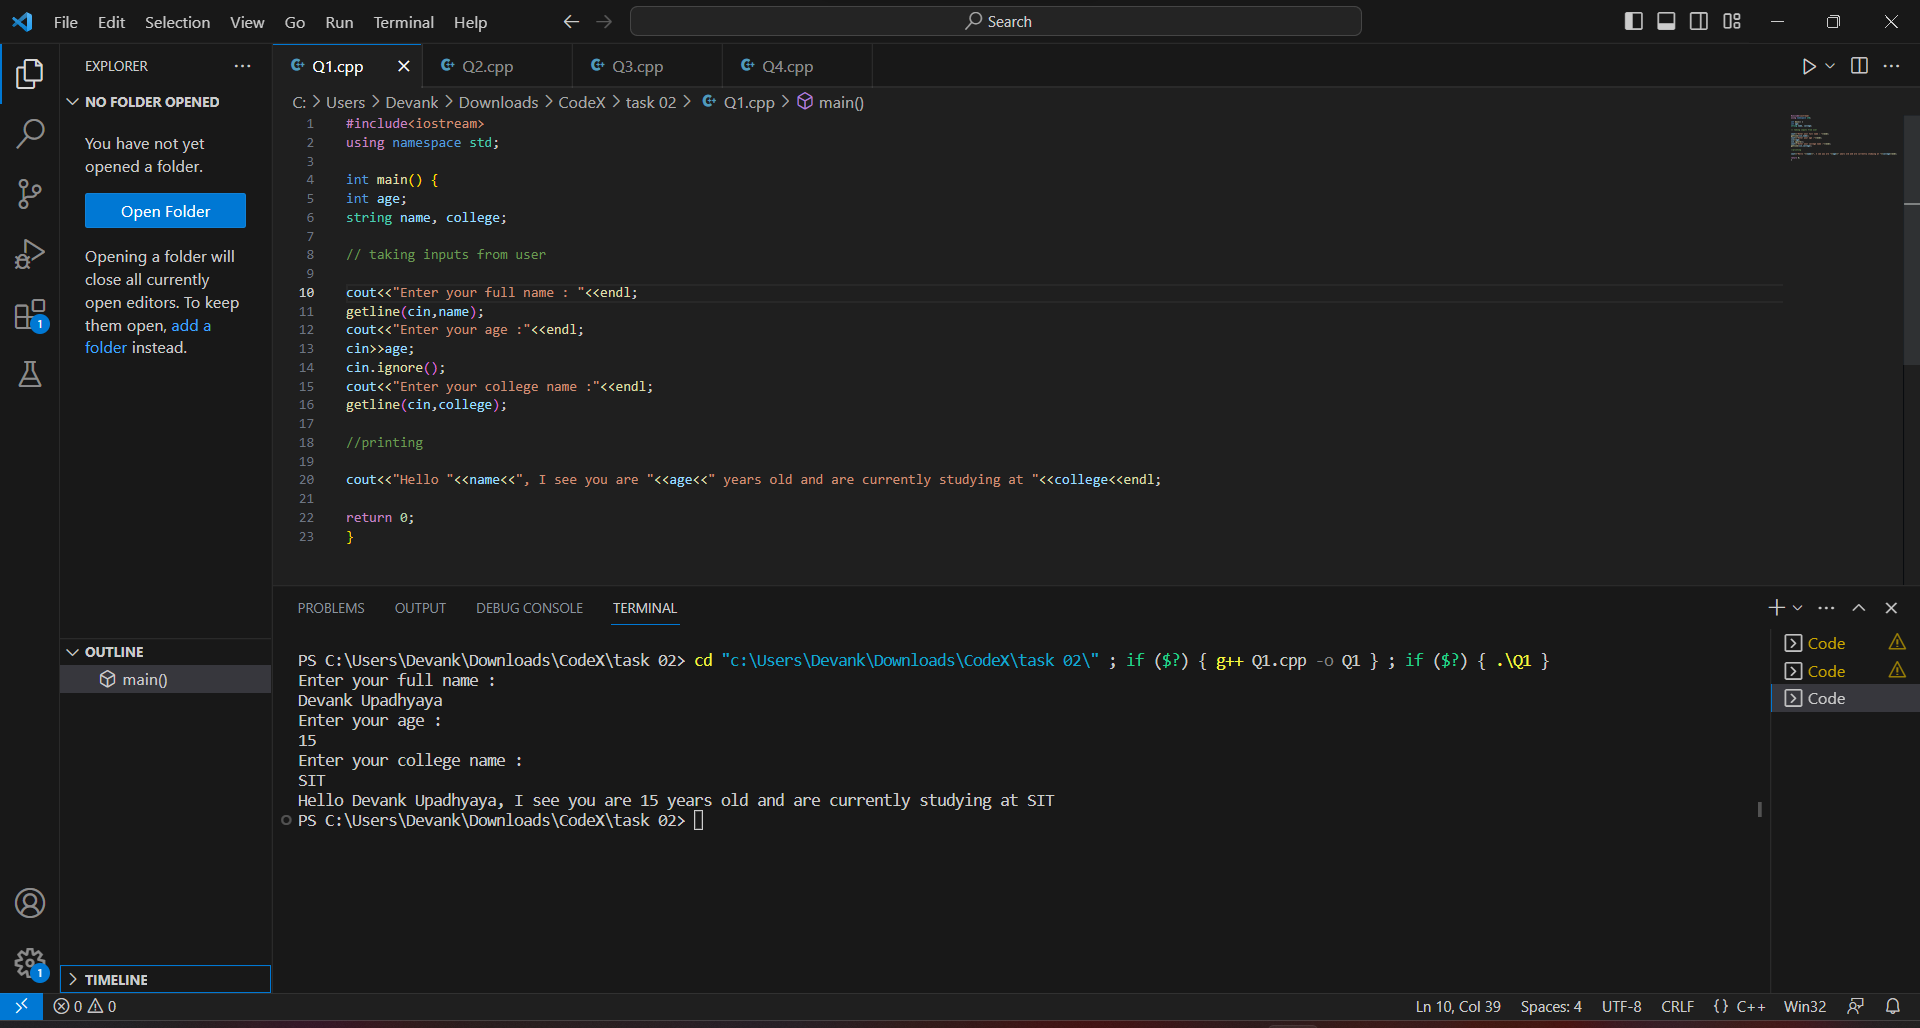 File Edit Selection View Go Run Terminal Help
Search
EXPLORER
NO FOLDER OPENED
You have not yet
opened a folder.
Open Folder
Opening a folder will
close all currently
open editors. To keep
them open, add a
folder instead.
OUTLINE
main()
TIMELINE
Q1.cpp Q2.cpp Q3.cpp Q4.cpp
C: > Users > Devank > Downloads > CodeX > task 02 > Q1.cpp > main()
1 #include<iostream>
2 using namespace std;
3
4 int main() {
5 int age;
6 string name, college;
7
8 // taking inputs from user
9
10 cout<<"Enter your full name : "<<endl;
11 getline(cin,name);
12 cout<<"Enter your age :"<<endl;
13 cin>>age;
14 cin.ignore();
15 cout<<"Enter your college name :"<<endl;
16 getline(cin,college);
17
18 //printing
19
20 cout<<"Hello "<<name<<", I see you are "<<age<<" years old and are currently studying at "<<college<<endl;
21
22 return 0;
23 }
PROBLEMS OUTPUT DEBUG CONSOLE TERMINAL
PS C:\Users\Devank\Downloads\CodeX\task 02> cd "c:\Users\Devank\Downloads\CodeX\task 02\" ; if ($?) { g++ Q1.cpp -o Q1 } ; if ($?) { .\Q1 }
Enter your full name :
Devank Upadhyaya
Enter your age :
15
Enter your college name :
SIT
Hello Devank Upadhyaya, I see you are 15 years old and are currently studying at SIT
PS C:\Users\Devank\Downloads\CodeX\task 02>
Code
Code
Code
1
1
0 0
Ln 10, Col 39 Spaces: 4 UTF-8 CRLF {} C++ Win32